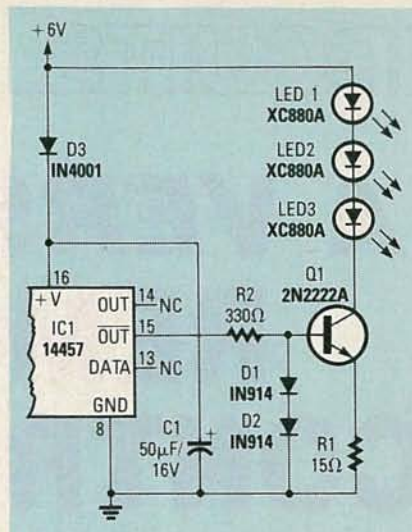 +6V
D3
IN4001
LED 1
XC880A
LED2
XC880A
LED3
XC880A
16
+V
OUT
14
NC
IC1
14457
OUT
15
DATA
13
NC
GND
8
R2
330Ω
Q1
2N2222A
D1
IN914
D2
IN914
C1
50µF/
16V
+
R1
15Ω